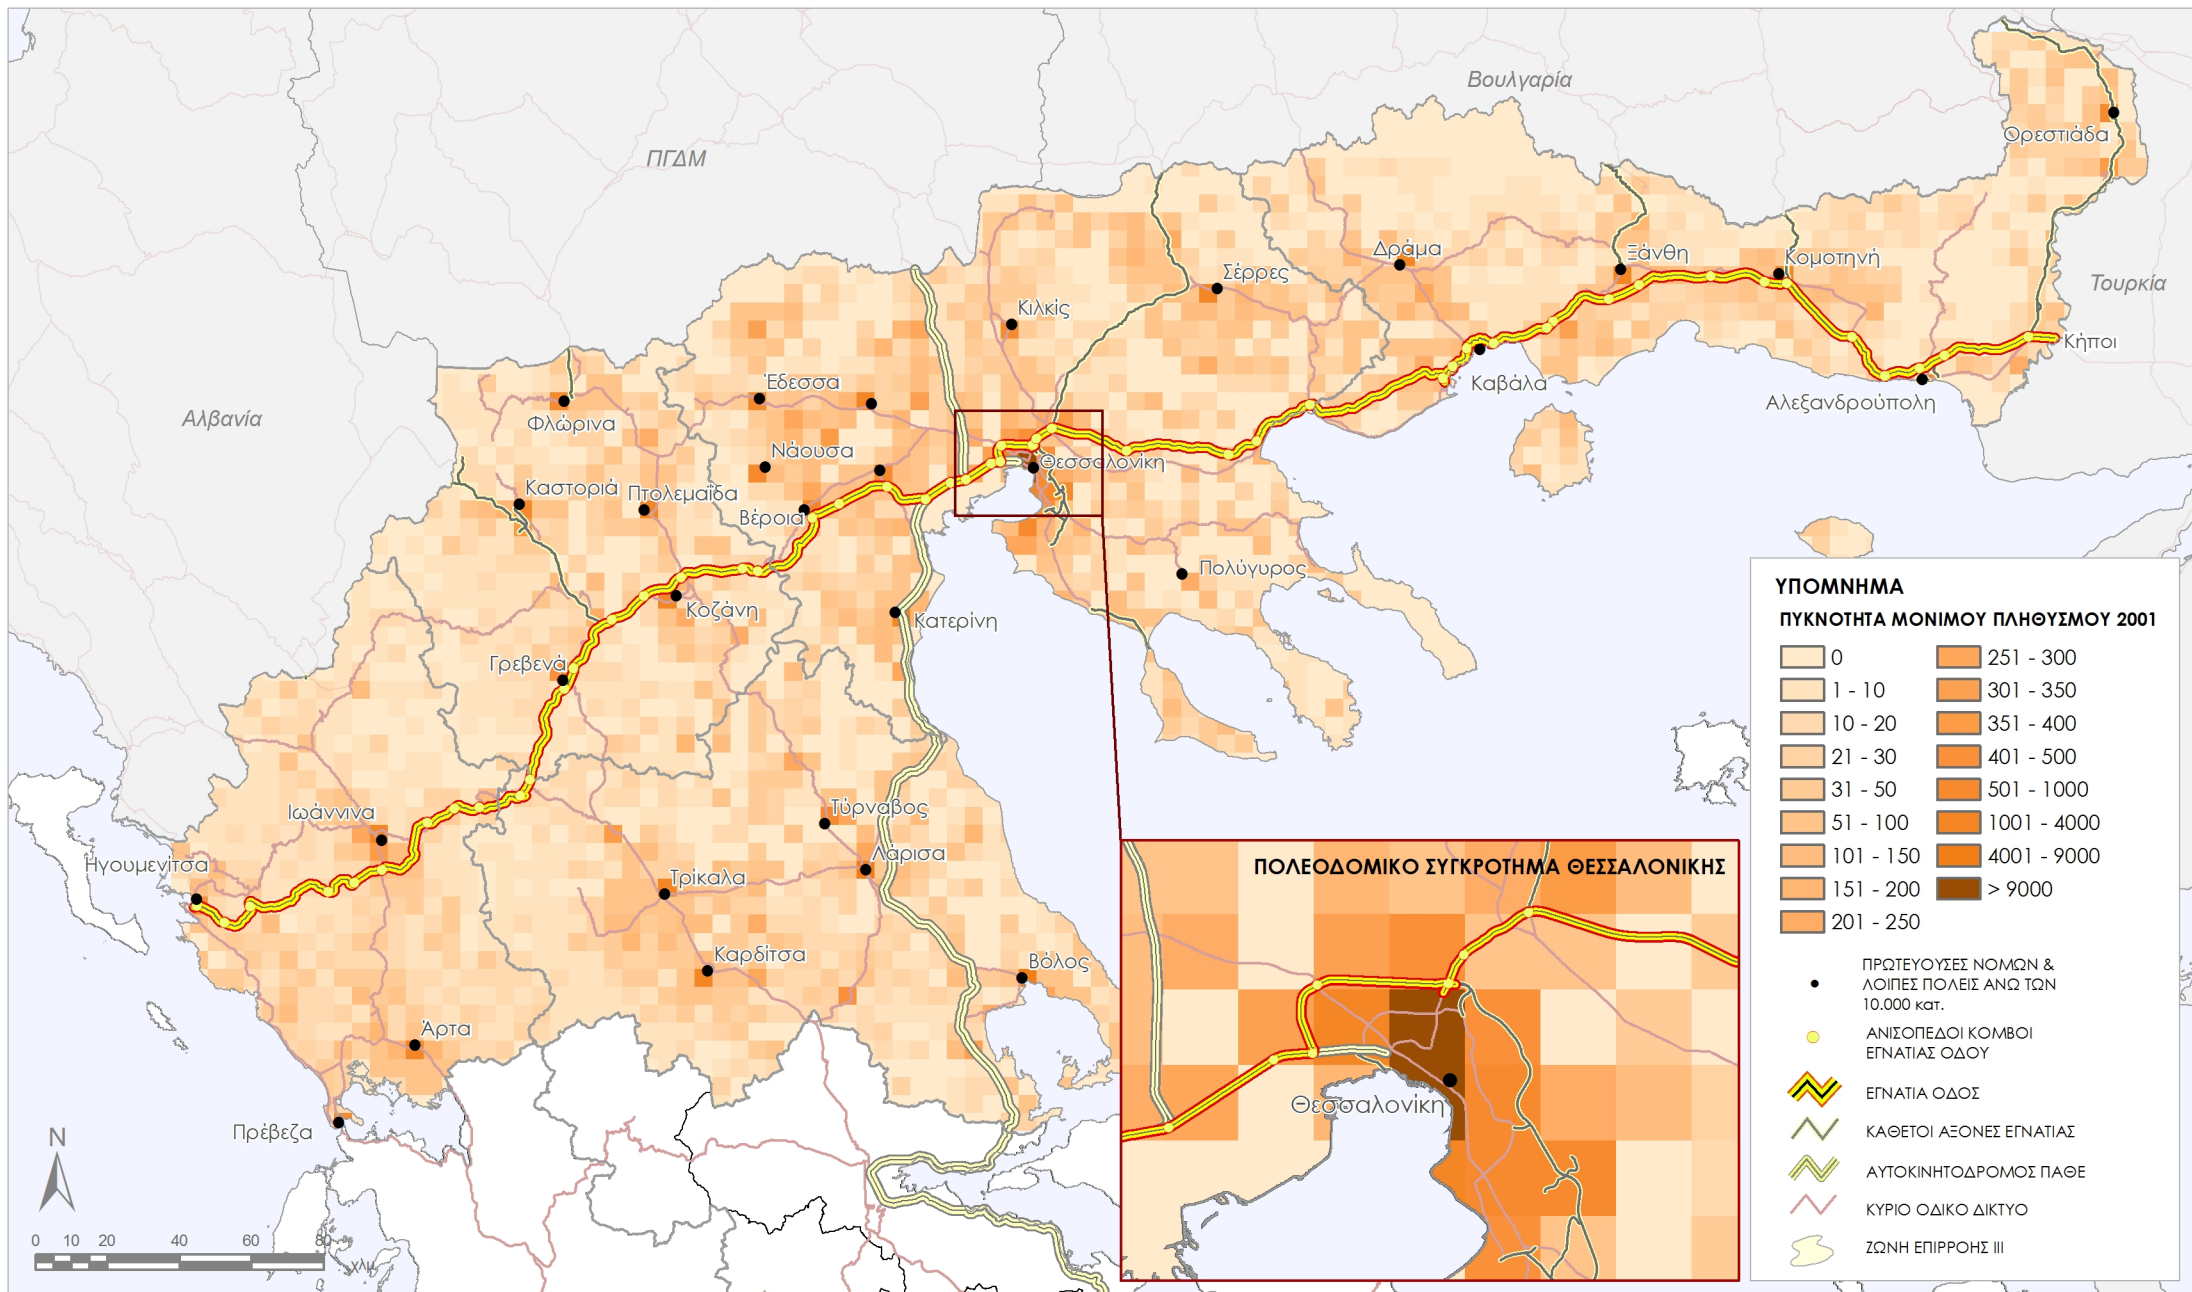 Βουλγαρία
Ορεστιάδα
ΠΓΔΜ
Ξάνθη
Κομοτηνή
Δράμα
Σέρρες
Τουρκία
Κιλκίς
Κήποι
Καβάλα
Αλεξανδρούπολη
Έδεσσα
Αλβανία
Φλώρινα
Νάουσα
Θεσσαλονίκη
Καστοριά
Πτολεμαΐδα
Βέροια
Πολύγυρος
Κοζάνη
Κατερίνη
Γρεβενά
Ιωάννινα
Τύρναβος
Ηγουμενίτσα
Λάρισα
Τρίκαλα
Καρδίτσα
Βόλος
Άρτα
Πρέβεζα
N
0 10 20 40 60 80
χλμ
ΠΟΛΕΟΔΟΜΙΚΟ ΣΥΓΚΡΟΤΗΜΑ ΘΕΣΣΑΛΟΝΙΚΗΣ
Θεσσαλονίκη
ΥΠΟΜΝΗΜΑ
ΠΥΚΝΟΤΗΤΑ ΜΟΝΙΜΟΥ ΠΛΗΘΥΣΜΟΥ 2001
0
1 - 10
10 - 20
21 - 30
31 - 50
51 - 100
101 - 150
151 - 200
201 - 250
251 - 300
301 - 350
351 - 400
401 - 500
501 - 1000
1001 - 4000
4001 - 9000
> 9000
ΠΡΩΤΕΥΟΥΣΕΣ ΝΟΜΩΝ &
ΛΟΙΠΕΣ ΠΟΛΕΙΣ ΑΝΩ ΤΩΝ
10.000 κατ.
ΑΝΙΣΟΠΕΔΟΙ ΚΟΜΒΟΙ
ΕΓΝΑΤΙΑΣ ΟΔΟΥ
ΕΓΝΑΤΙΑ ΟΔΟΣ
ΚΑΘΕΤΟΙ ΑΞΟΝΕΣ ΕΓΝΑΤΙΑΣ
ΑΥΤΟΚΙΝΗΤΟΔΡΟΜΟΣ ΠΑΘΕ
ΚΥΡΙΟ ΟΔΙΚΟ ΔΙΚΤΥΟ
ΖΩΝΗ ΕΠΙΡΡΟΗΣ III